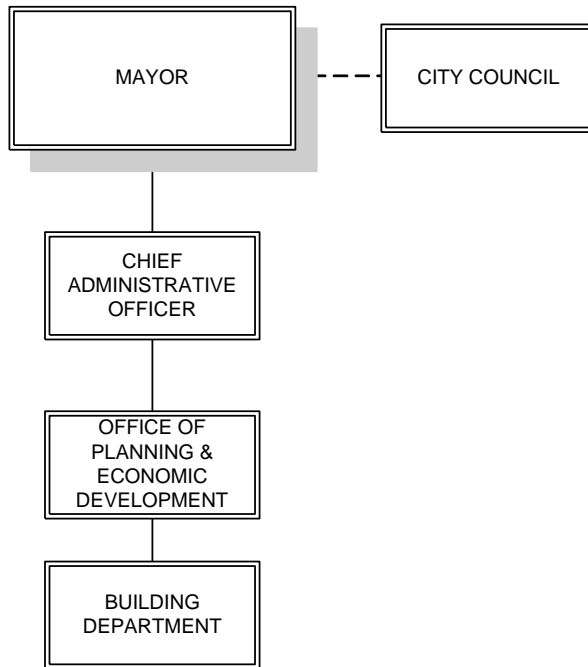 MAYOR
CITY COUNCIL
CHIEF
ADMINISTRATIVE
OFFICER
OFFICE OF
PLANNING &
ECONOMIC
DEVELOPMENT
BUILDING
DEPARTMENT